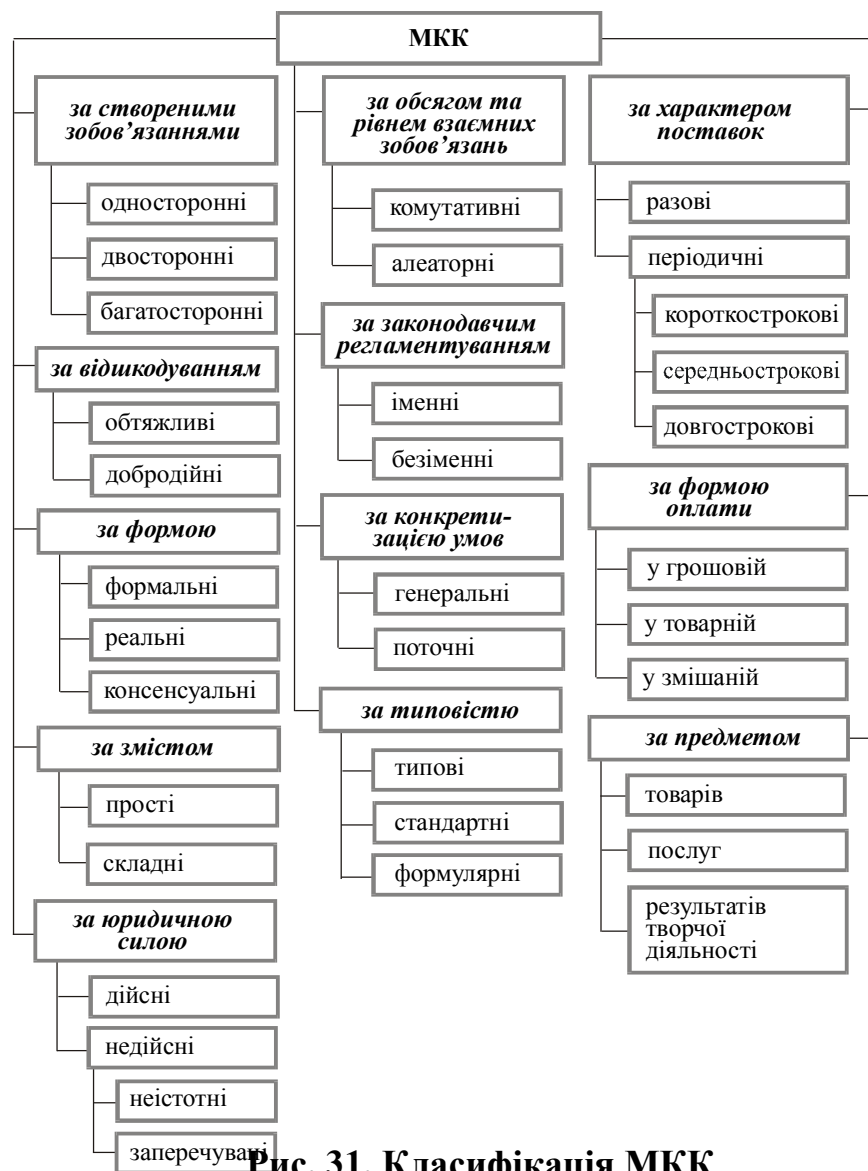 МКК
за створеними
зобов’язаннями
односторонні
двосторонні
багатосторонні
за відшкодуванням
обтяжливі
добродійні
за формою
формальні
реальні
консенсуальні
за змістом
прості
складні
за юридичною
силою
дійсні
недійсні
неістотні
заперечувані
за обсягом та
рівнем взаємних
зобов’язань
комутативні
алеаторні
за законодавчим
регламентуванням
іменні
безіменні
за конкрети-
зацією умов
генеральні
поточні
за типовістю
типові
стандартні
формулярні
за характером
поставок
разові
періодичні
короткострокові
середньострокові
довгострокові
за формою
оплати
у грошовій
у товарній
у змішаній
за предметом
товарів
послуг
результатів
творчої
діяльності
Рис. 31. Класифікація МКК